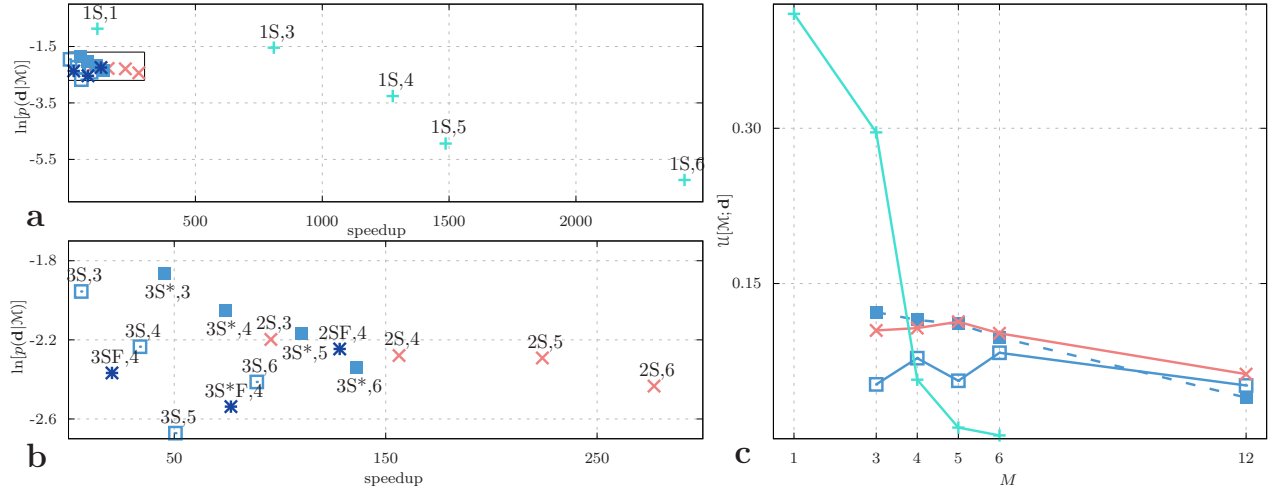 ln[p(d|ℳ)]
-1.5
-3.5
-5.5
1S,1
1S,3
1S,4
1S,5
1S,6
500
1000
1500
2000
speedup
a
ln[p(d|ℳ)]
-1.8
-2.2
-2.6
3S,3
3S*,3
3S,4
3S*,4
2S,3
3S*,5
2SF,4
2S,4
2S,5
2S,6
3SF,4
3S,6
3S*F,4
3S*,6
3S,5
50
150
250
speedup
b
𝒰[ℳ; d]
0.30
0.15
1
3
4
5
6
12
M
c